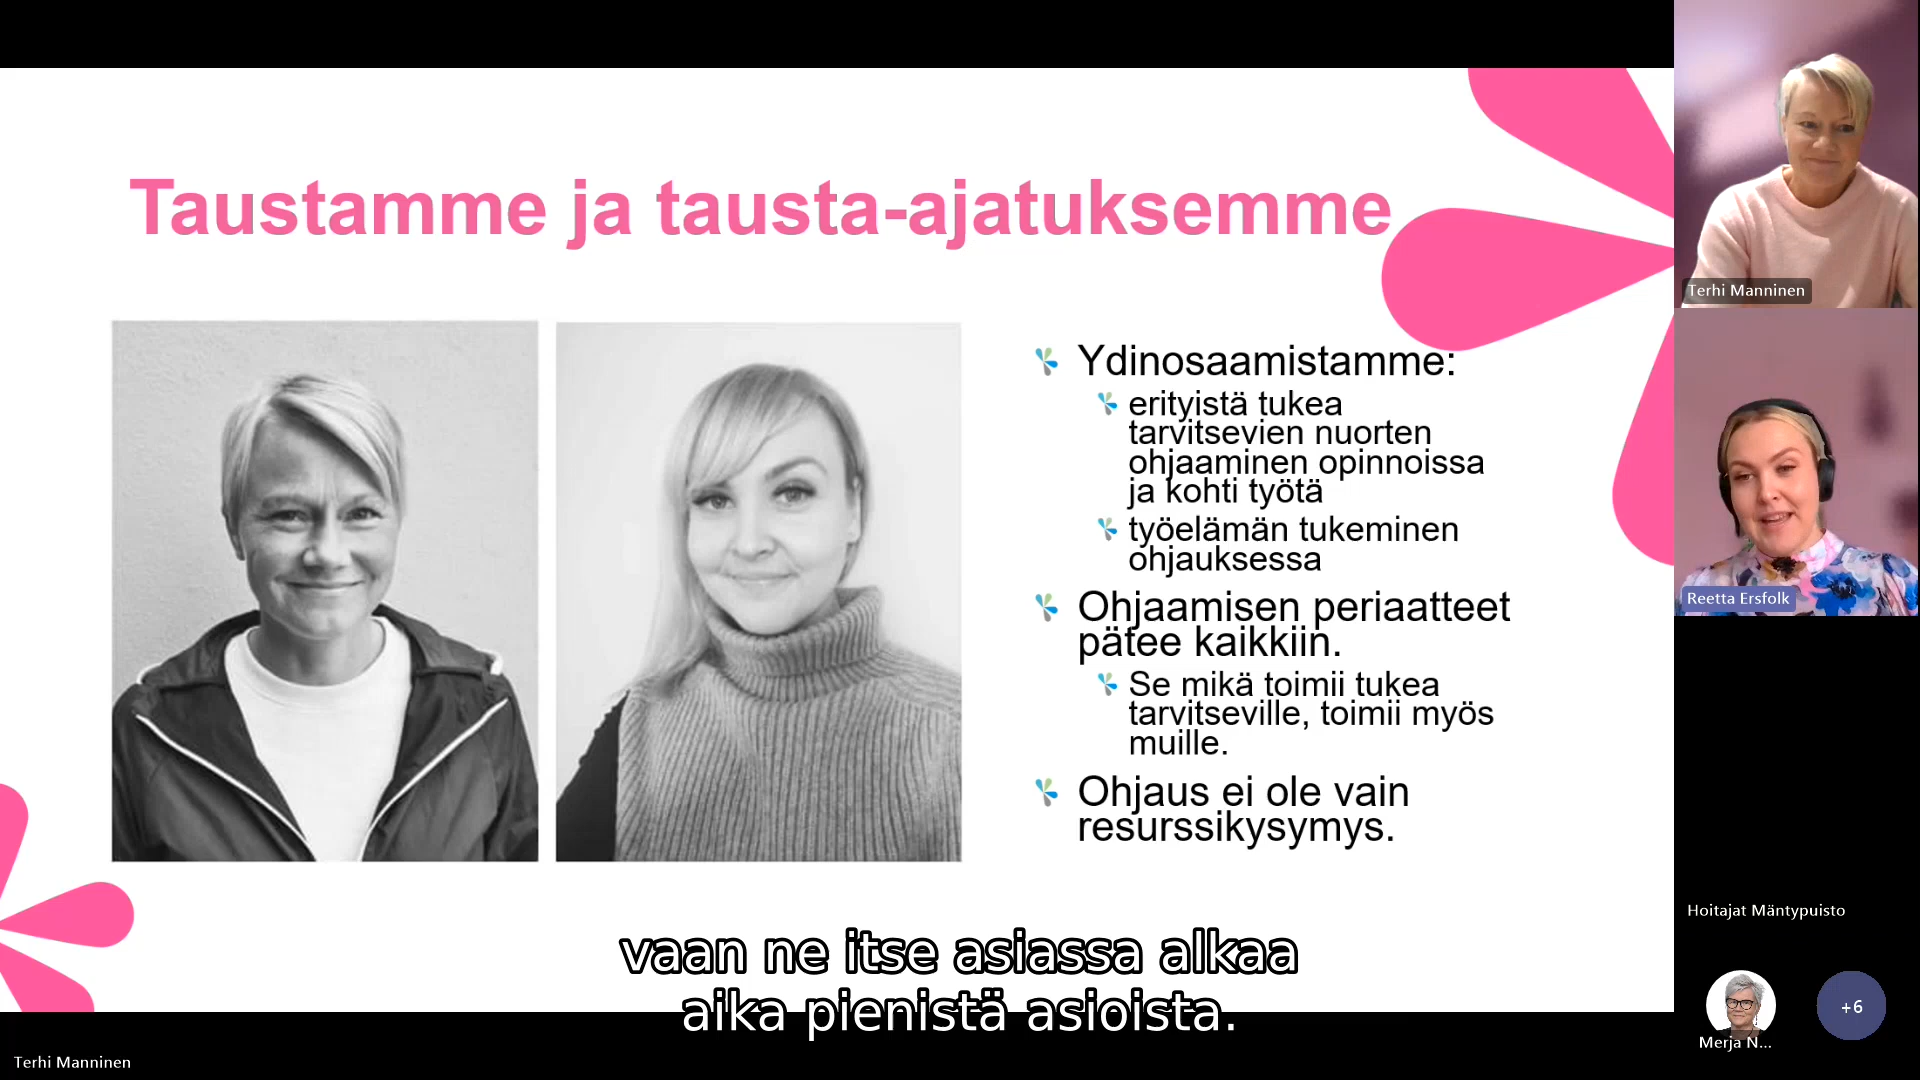 Taustamme ja tausta-ajatuksemme
Ydinosaamistamme:
erityistä tukea
tarvitsevien nuorten
ohjaaminen opinnoissa
ja kohti työtä
työelämän tukeminen
ohjauksessa
Ohjaamisen periaatteet
pätee kaikkiin.
Se mikä toimii tukea
tarvitseville, toimii myös
muille.
Ohjaus ei ole vain
resurssikysymys.
vaan ne itse asiassa alkaa
aika pienistä asioista.
Terhi Manninen
Terhi Manninen
Reetta Ersfolk
Hoitajat Mäntypuisto
Merja N...
+6